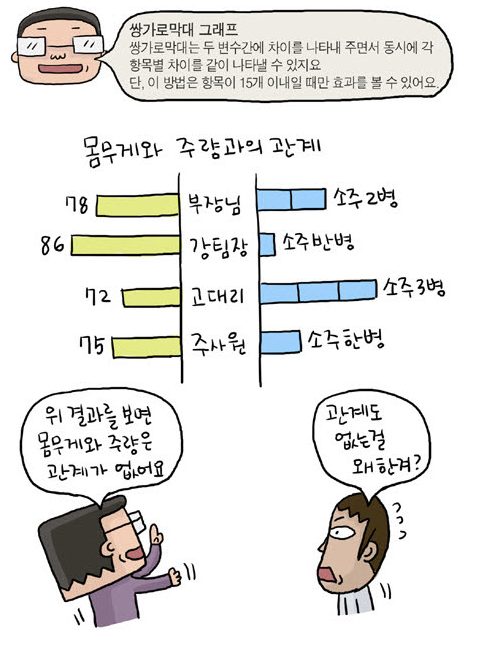 쌍가로막대 그래프
쌍가로막대는 두 변수간에 차이를 나타내 주면서 동시에 각
항목별 차이를 같이 나타낼 수 있지요
단, 이 방법은 항목이 15개 이내일 때만 효과를 볼 수 있어요.
몸무게와 주량과의 관계
78 부장님 소주2병
86 강팀장 소주반병
72 고대리 소주3병
75 주사원 소주한병
위 결과를 보면
몸무게와 주량은
관계가 없어요
관계도
없는걸
왜한겨?